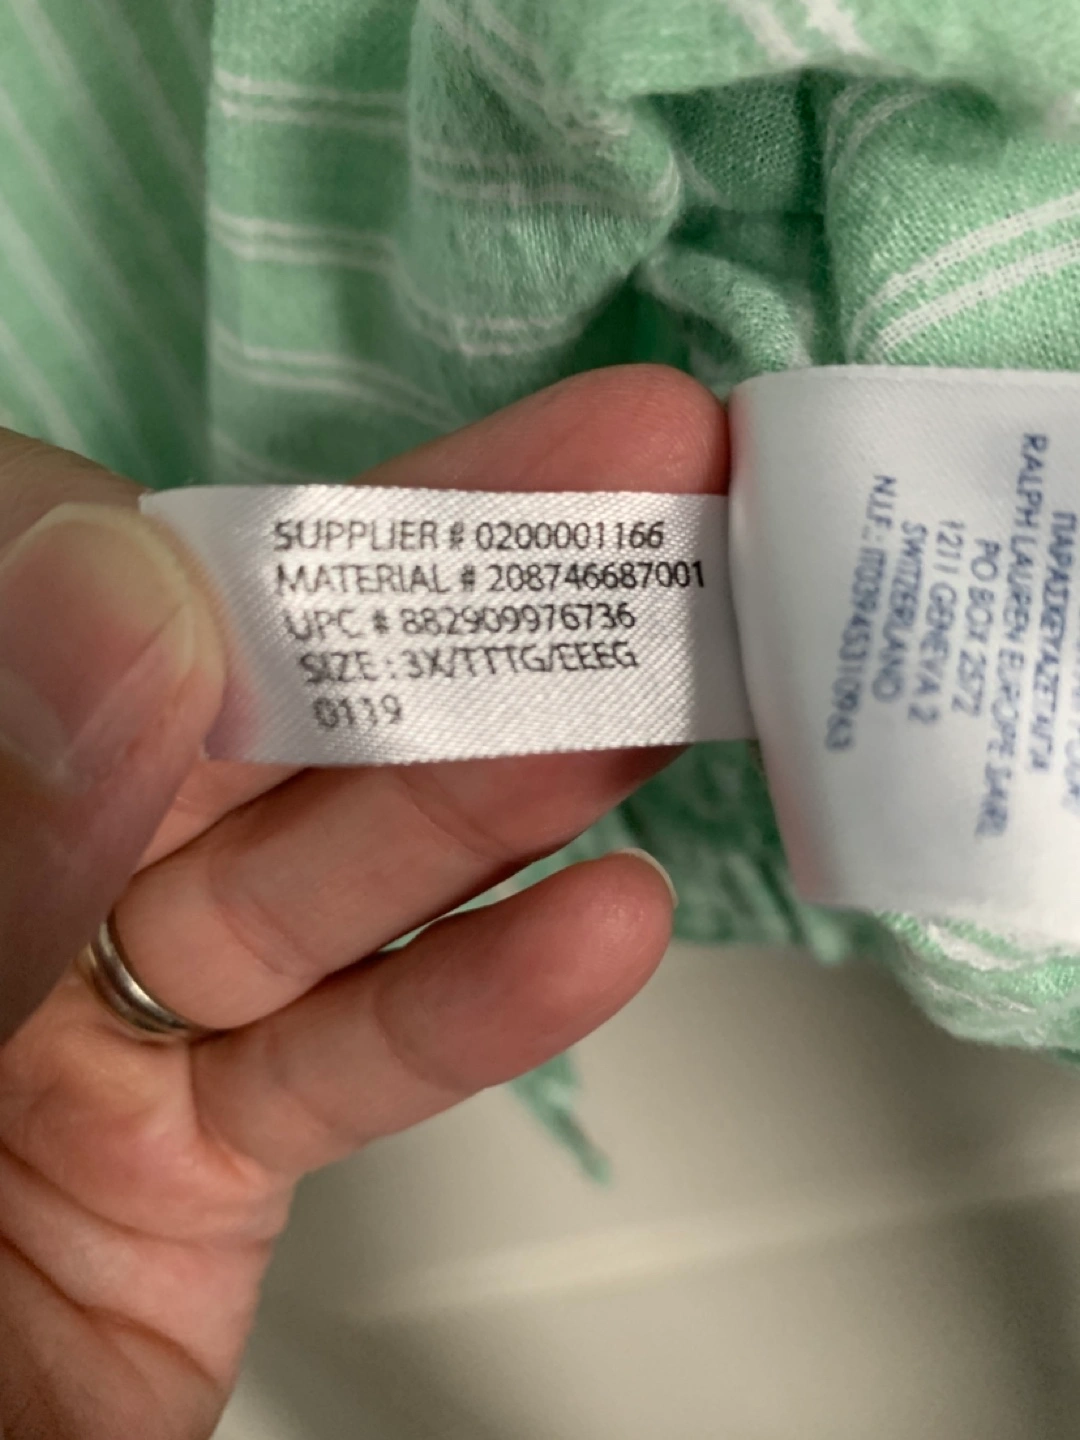 SUPPLIER # 0200001166
MATERIAL # 208746687001
UPC # 882909976736
SIZE : 3X/TTTG/EEEG
0119
RALPH LAUREN EUROPE SARL
PO BOX 2572
1211 GENEVA 2
SWITZERLAND
N.I.F.: